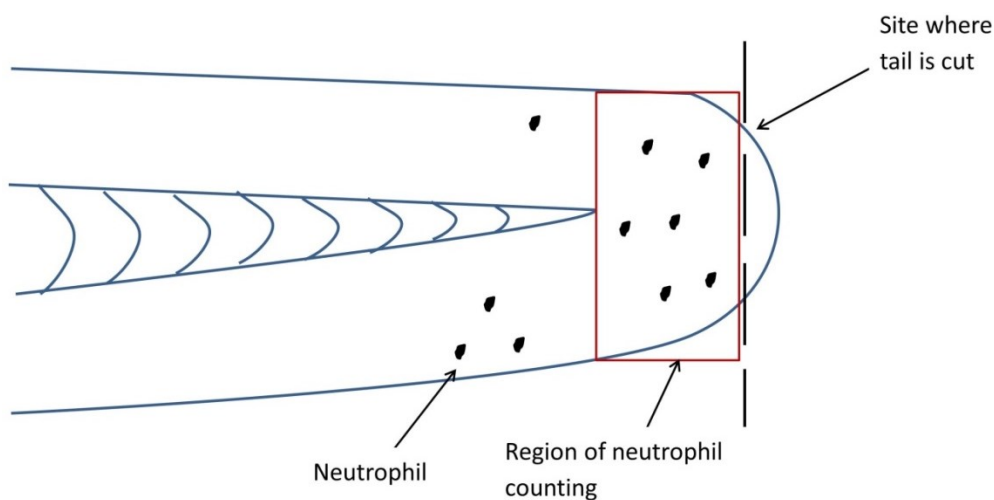 Site where
tail is cut
Neutrophil
Region of neutrophil
counting